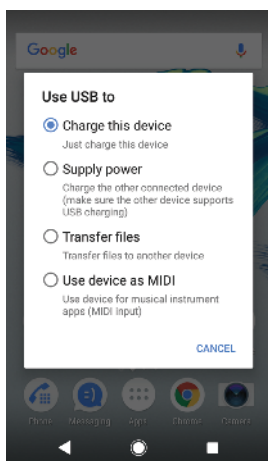 Google
Use USB to
Charge this device
Just charge this device
Supply power
Charge the other connected device
(make sure the other device supports
USB charging)
Transfer files
Transfer files to another device
Use device as MIDI
Use device for musical instrument
apps (MIDI input)
CANCEL
Phone Messaging Apps Chrome Camera